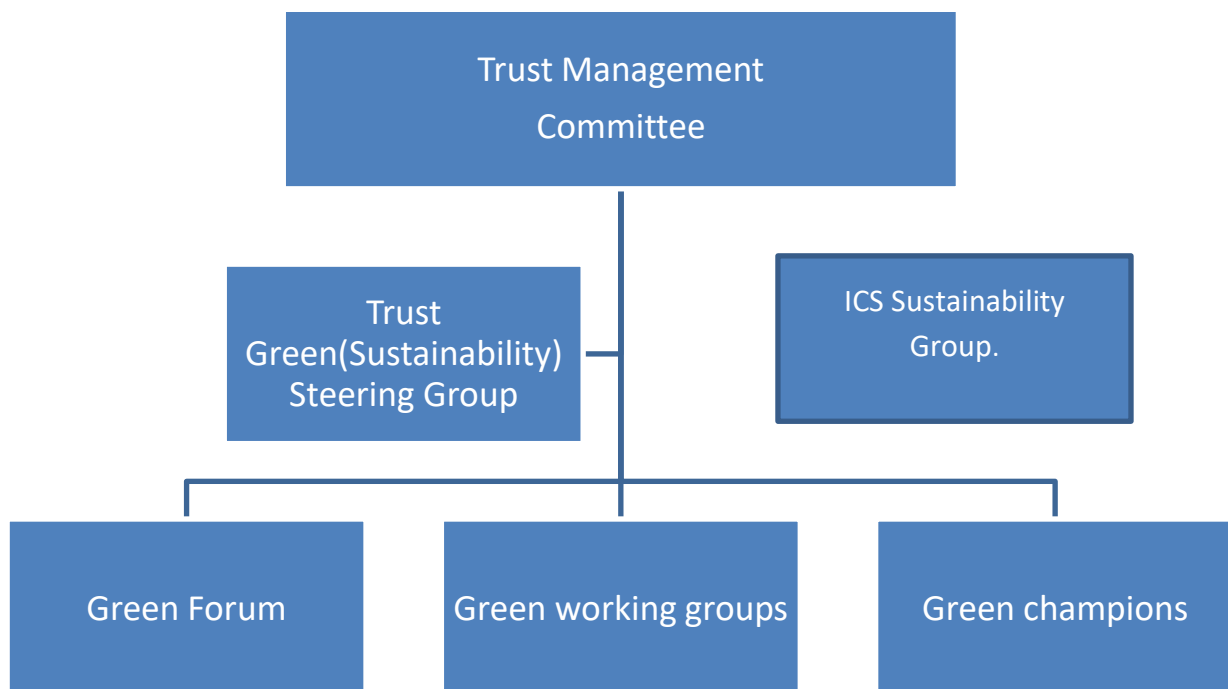 Trust Management
Committee
Trust
Green(Sustainability)
Steering Group
ICS Sustainability
Group.
Green Forum
Green working groups
Green champions